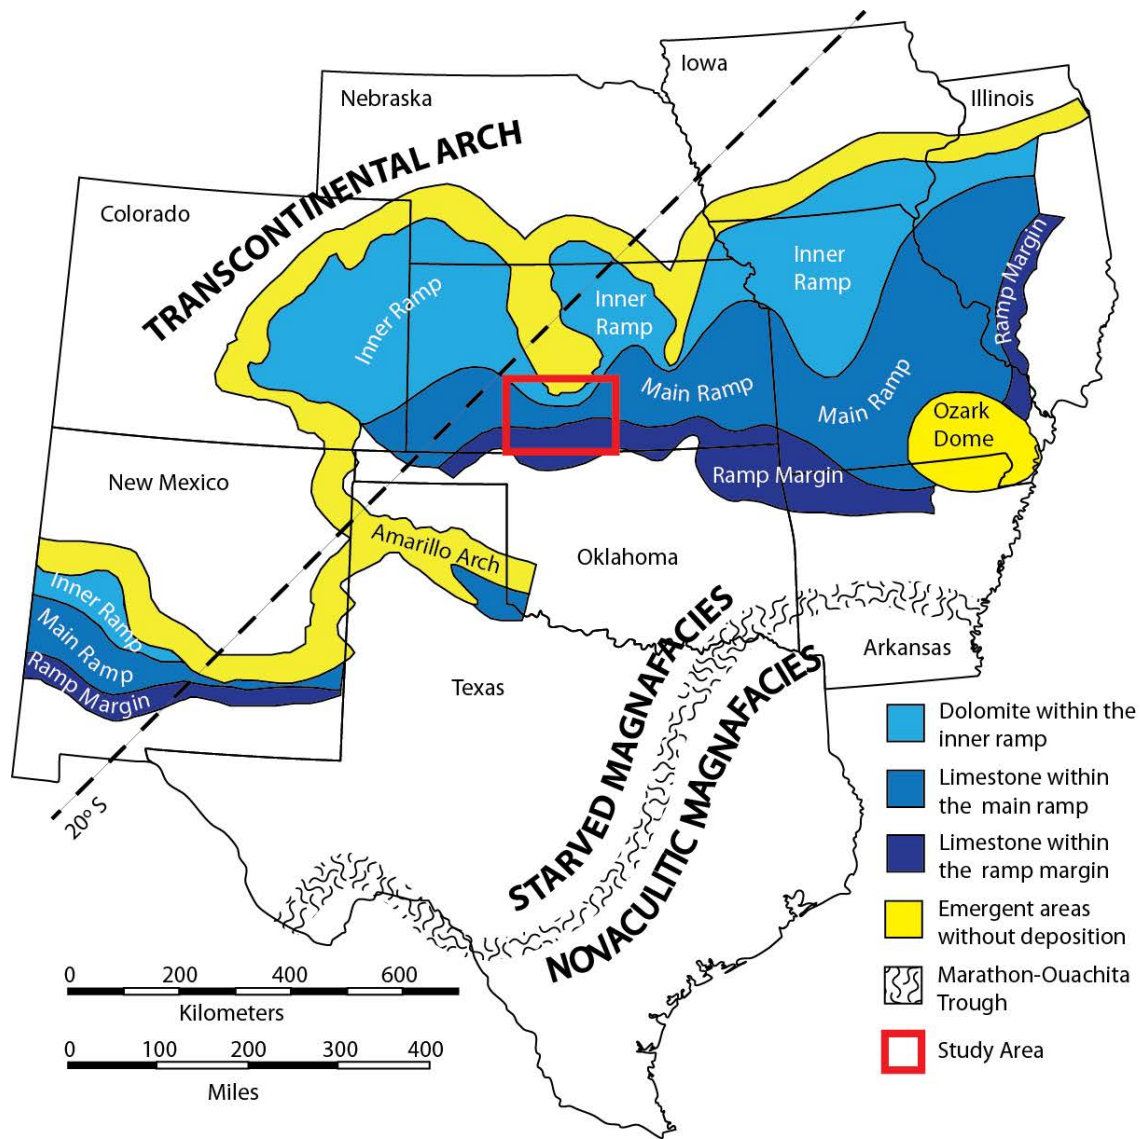 Iowa
Nebraska
Illinois
TRANSCONTINENTAL ARCH
Colorado
Inner Ramp
Inner
Ramp
Inner
Ramp
Ramp Margin
Main Ramp
Main Ramp
Ozark
Dome
New Mexico
Ramp Margin
Amarillo Arch
Oklahoma
Inner Ramp
Main Ramp
Ramp Margin
Arkansas
Texas
STARVED MAGNAFACIES
NOVACULITIC MAGNAFACIES
20° S
Dolomite within the
inner ramp
Limestone within
the main ramp
Limestone within
the ramp margin
Emergent areas
without deposition
Marathon-Ouachita
Trough
Study Area
0 200 400 600
Kilometers
0 100 200 300 400
Miles